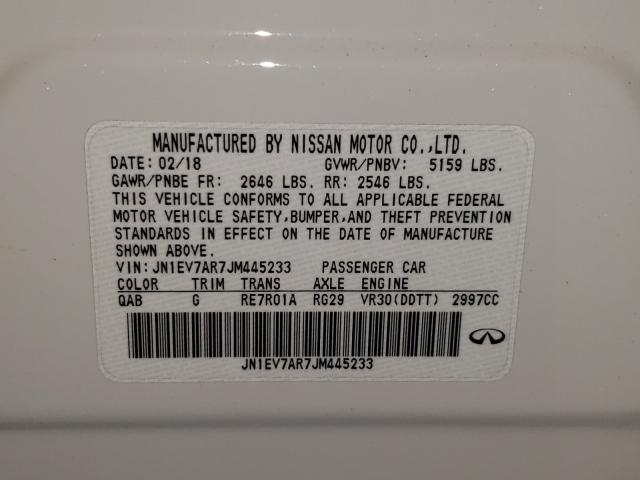 MANUFACTURED BY NISSAN MOTOR CO.,LTD.
DATE: 02/18 GVWR/PNBV: 5159 LBS.
GAWR/PNBE FR: 2646 LBS. RR: 2546 LBS.
THIS VEHICLE CONFORMS TO ALL APPLICABLE FEDERAL
MOTOR VEHICLE SAFETY,BUMPER,AND THEFT PREVENTION
STANDARDS IN EFFECT ON THE DATE OF MANUFACTURE
SHOWN ABOVE.
VIN: JN1EV7AR7JM445233 PASSENGER CAR
COLOR TRIM TRANS AXLE ENGINE
QAB G RE7R01A RG29 VR30(DDTT) 2997CC
JN1EV7AR7JM445233